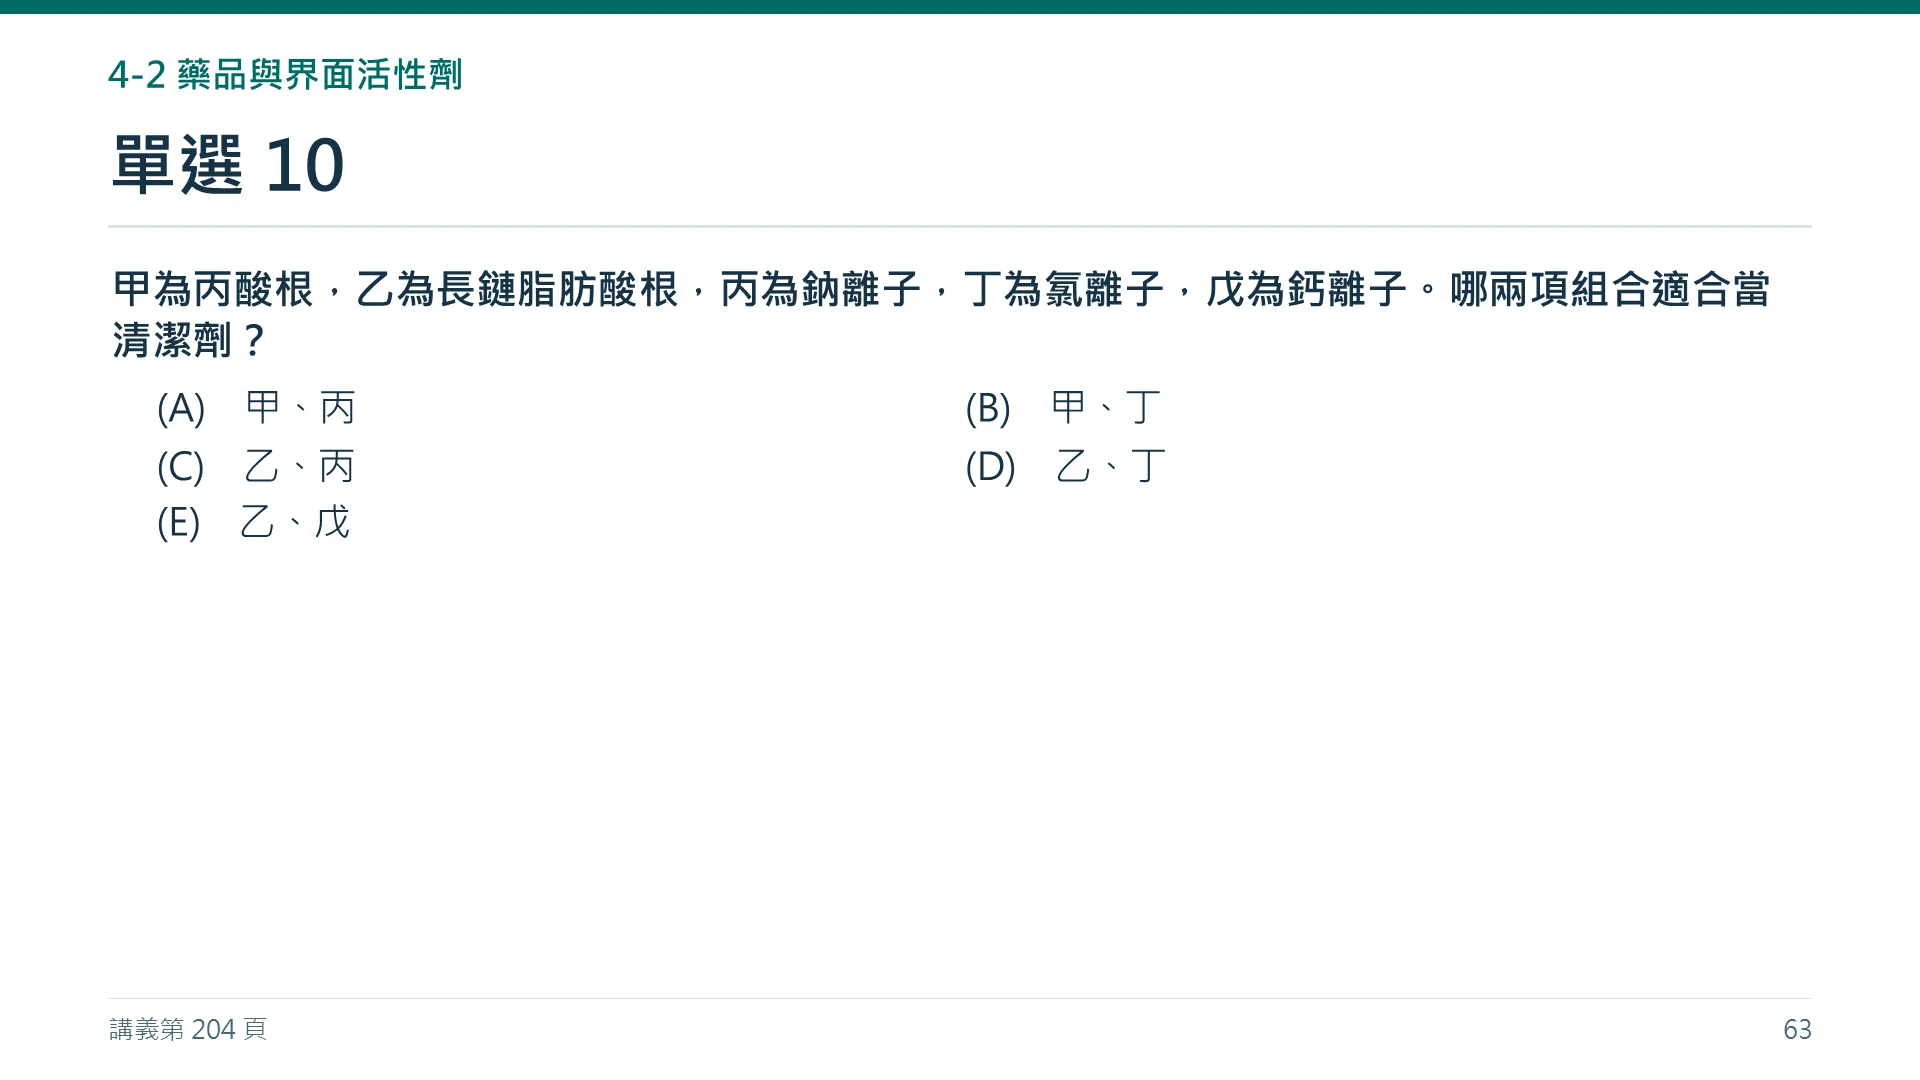 4-2 藥品與界面活性劑
單選 10
甲為丙酸根，乙為長鏈脂肪酸根，丙為鈉離子，丁為氯離子，戊為鈣離子。哪兩項組合適合當
清潔劑？
(A) 甲、丙
(B) 甲、丁
(C) 乙、丙
(D) 乙、丁
(E) 乙、戊
講義第 204 頁
63